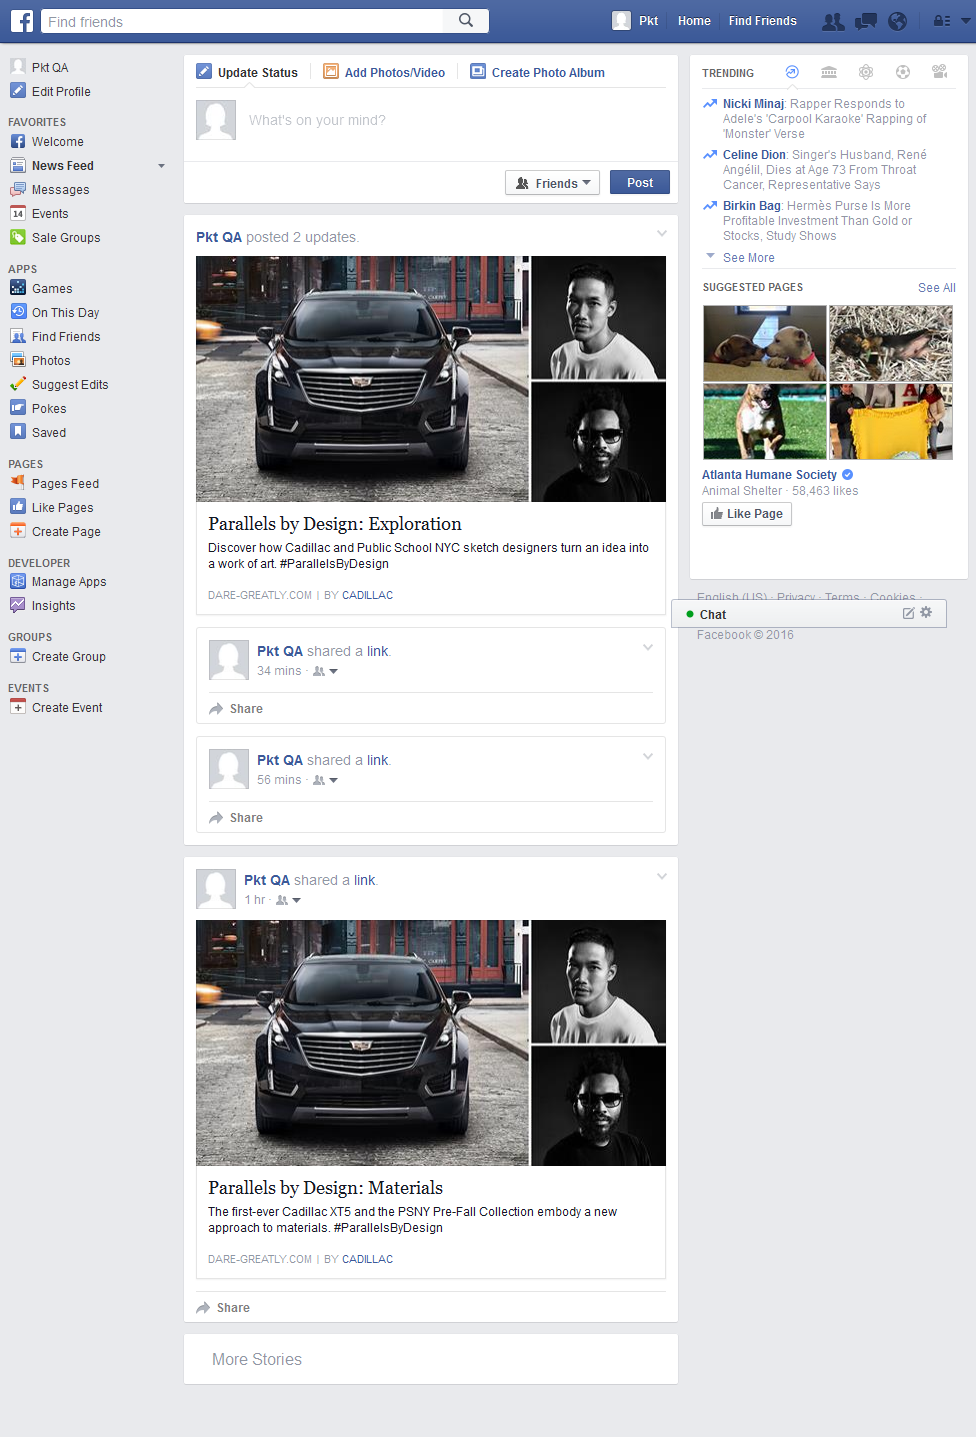 Find friends
Pkt
Home
Find Friends
Pkt QA
Edit Profile
FAVORITES
Welcome
News Feed
Messages
14 Events
Sale Groups
APPS
Games
On This Day
Find Friends
Photos
Suggest Edits
Pokes
Saved
PAGES
Pages Feed
Like Pages
Create Page
DEVELOPER
Manage Apps
Insights
GROUPS
Create Group
EVENTS
Create Event
Update Status
Add Photos/Video
Create Photo Album
What's on your mind?
Friends
Post
Pkt QA posted 2 updates.
Parallels by Design: Exploration
Discover how Cadillac and Public School NYC sketch designers turn an idea into
a work of art. #ParallelsByDesign
DARE-GREATLY.COM | BY CADILLAC
Pkt QA shared a link.
34 mins ·
Share
Pkt QA shared a link.
56 mins ·
Share
Pkt QA shared a link.
1 hr ·
Parallels by Design: Materials
The first-ever Cadillac XT5 and the PSNY Pre-Fall Collection embody a new
approach to materials. #ParallelsByDesign
DARE-GREATLY.COM | BY CADILLAC
Share
More Stories
TRENDING
Nicki Minaj: Rapper Responds to
Adele's 'Carpool Karaoke' Rapping of
'Monster' Verse
Celine Dion: Singer's Husband, René
Angélil, Dies at Age 73 From Throat
Cancer, Representative Says
Birkin Bag: Hermès Purse Is More
Profitable Investment Than Gold or
Stocks, Study Shows
See More
SUGGESTED PAGES
See All
Atlanta Humane Society
Animal Shelter · 58,463 likes
Like Page
English (US) · Privacy · Terms · Cookies ·
Chat
Facebook © 2016